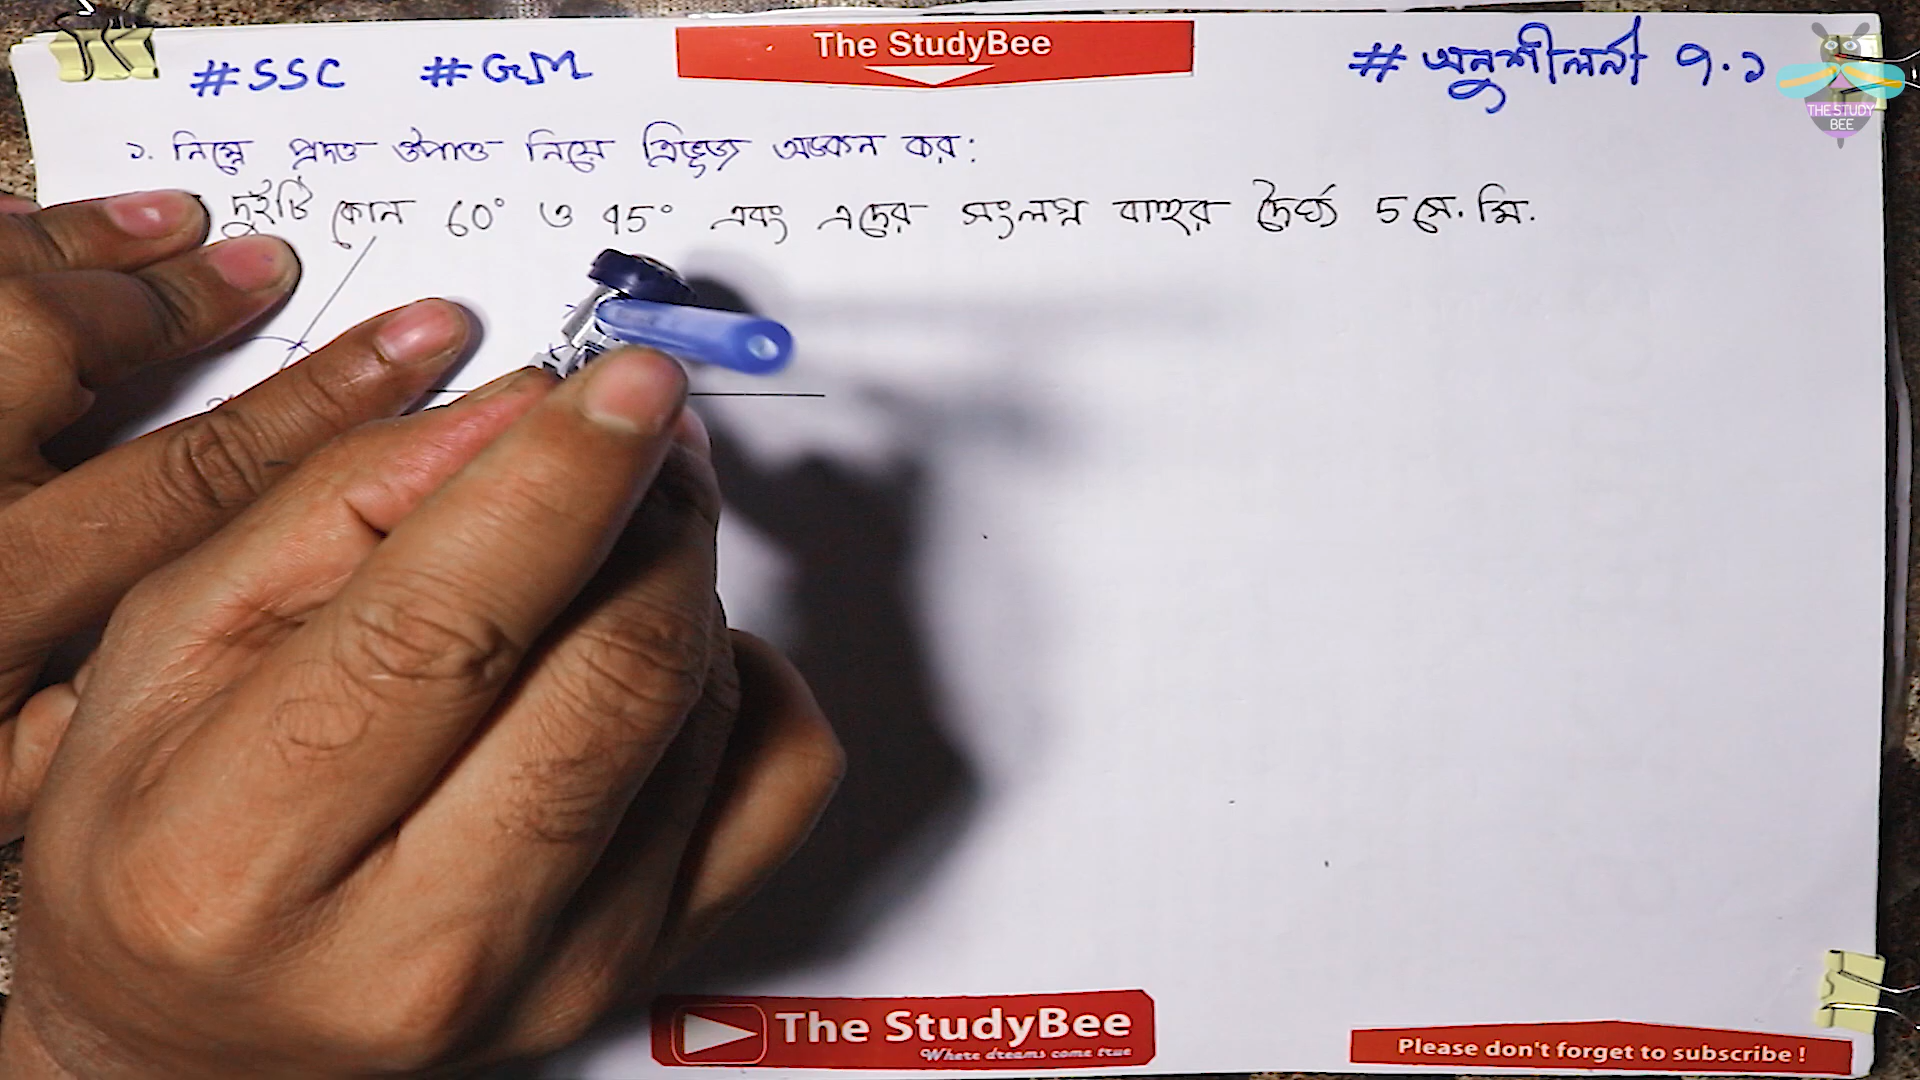 The StudyBee
#SSC #GM #অনুশীলনী ৭.১
THE STUDY BEE
১. নিম্নে প্রদত্ত উপাত্ত নিয়ে ত্রিভুজ অঙ্কন কর:
দুইটি কোন 60° ও 45° এবং এদের সংলগ্ন বাহুর দৈর্ঘ্য 5 সে. মি.
The StudyBee
Where dreams come true
Please don't forget to subscribe !